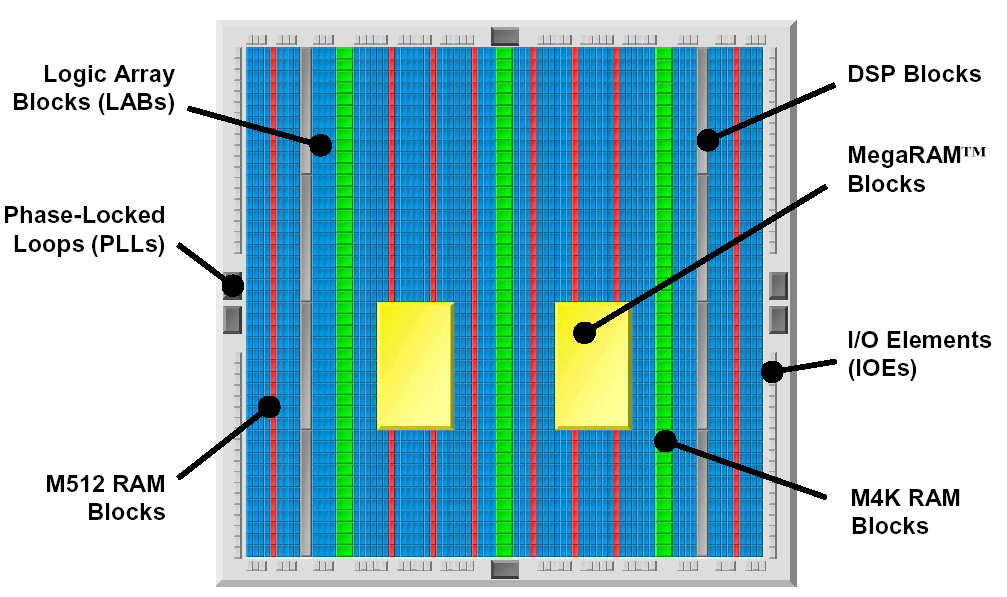 Logic Array
Blocks (LABs)
Phase-Locked
Loops (PLLs)
M512 RAM
Blocks
DSP Blocks
MegaRAM™
Blocks
I/O Elements
(IOEs)
M4K RAM
Blocks